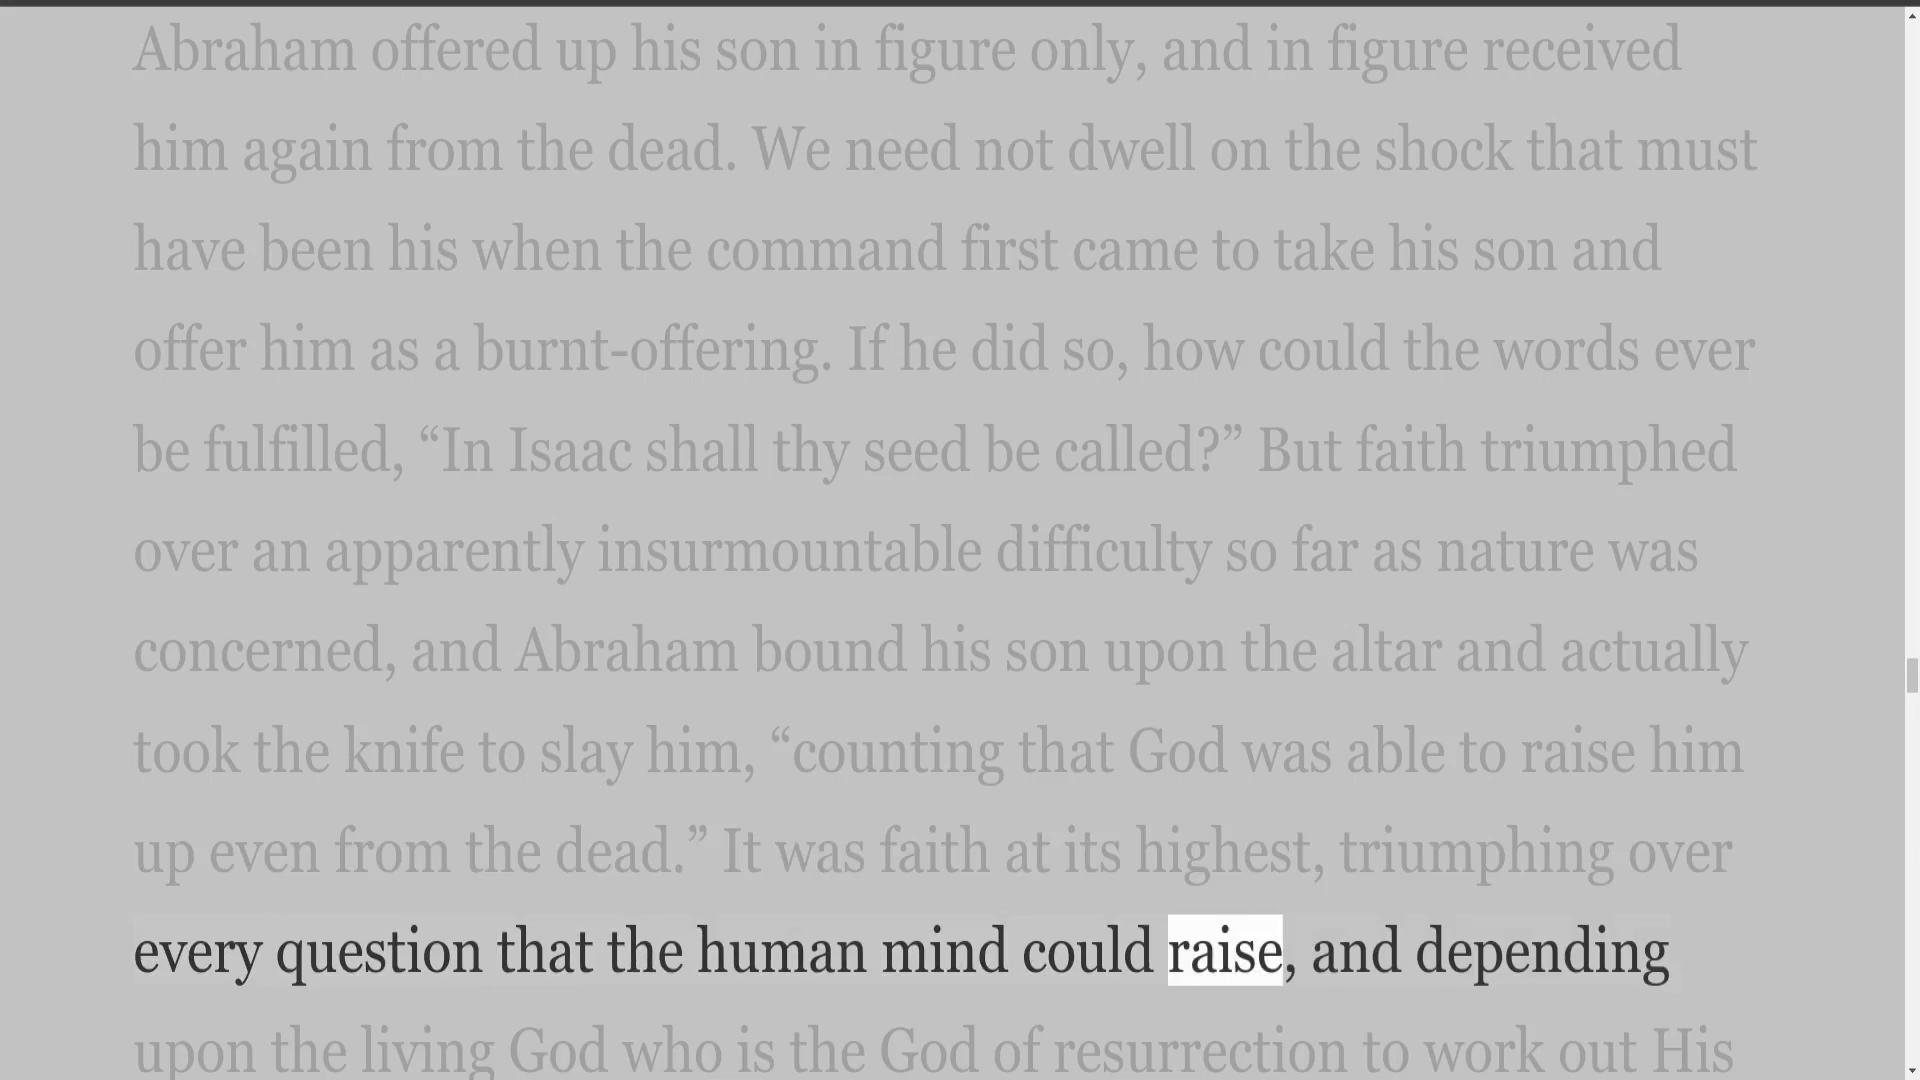 Abraham offered up his son in figure only, and in figure received
him again from the dead. We need not dwell on the shock that must
have been his when the command first came to take his son and
offer him as a burnt-offering. If he did so, how could the words ever
be fulfilled, “In Isaac shall thy seed be called?” But faith triumphed
over an apparently insurmountable difficulty so far as nature was
concerned, and Abraham bound his son upon the altar and actually
took the knife to slay him, “counting that God was able to raise him
up even from the dead.” It was faith at its highest, triumphing over
every question that the human mind could raise, and depending
upon the living God who is the God of resurrection to work out His